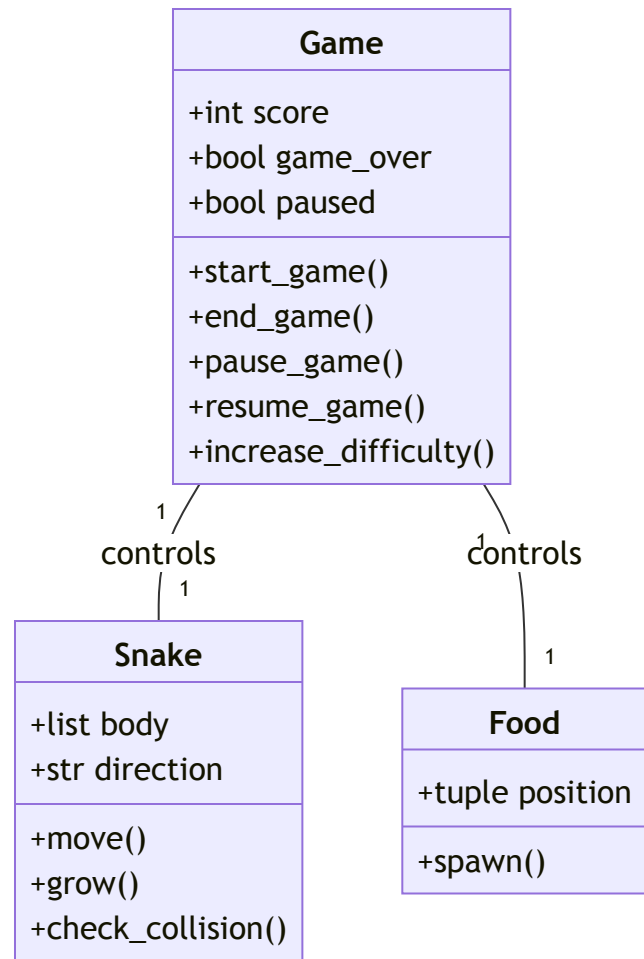 Game
+int score
+bool game_over
+bool paused
+start_game()
+end_game()
+pause_game()
+resume_game()
+increase_difficulty()
1
controls
1
1
controls
1
Snake
+list body
+str direction
+move()
+grow()
+check_collision()
Food
+tuple position
+spawn()